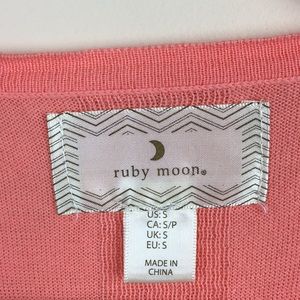 ruby moon®
US: S
CA: S/P
UK: S
EU: S
MADE IN
CHINA